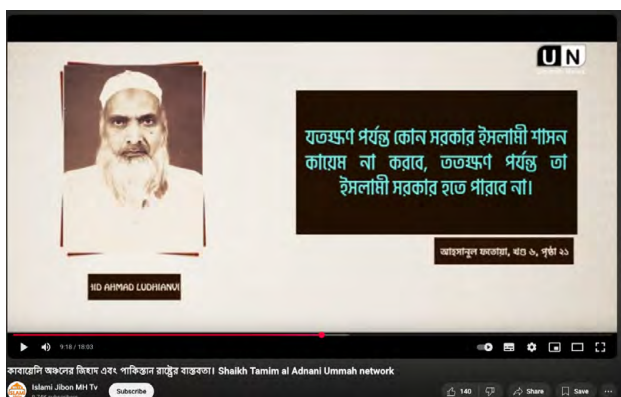 UN
যতক্ষণ পর্যন্ত কোন সরকার ইসলামী শাসন
কায়েম না করবে, ততক্ষণ পর্যন্ত তা
ইসলামী সরকার হতে পারবে না।
আহসানুল ফতোয়া, খণ্ড ৬, পৃষ্ঠা ২১
HID AHMAD LUDHIANVI
9:18 / 18:03
কাবায়েলি অঞ্চলের জিহাদ এবং পাকিস্তান রাষ্ট্রের বাস্তবতা। Shaikh Tamim al Adnani Ummah network
Islami Jibon MH Tv
Subscribe
140
Share
Save